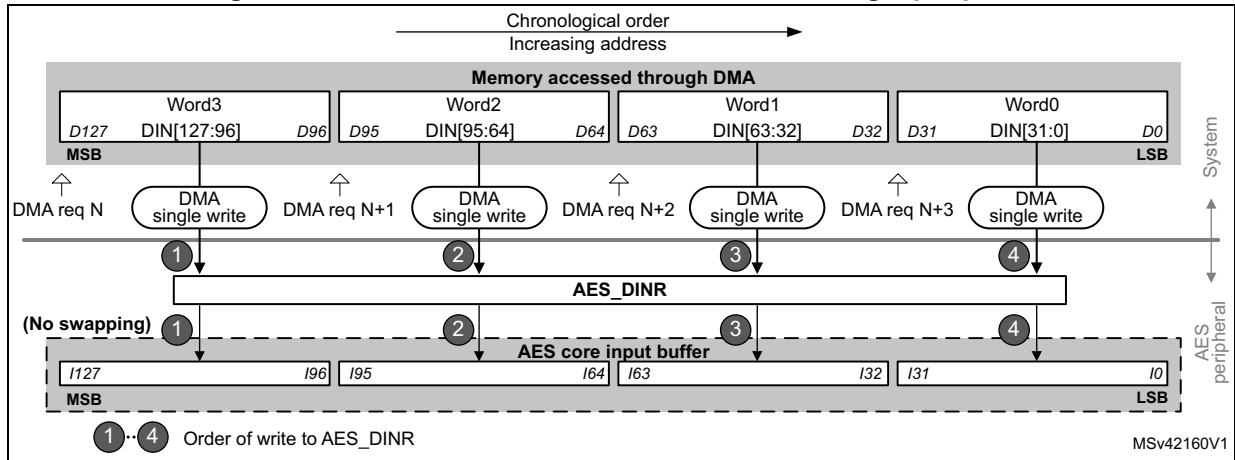 Chronological order
Increasing address
Memory accessed through DMA
Word3 Word2 Word1 Word0
D127 DIN[127:96] D96 D95 DIN[95:64] D64 D63 DIN[63:32] D32 D31 DIN[31:0] D0
MSB LSB
System
DMA req N DMA single write DMA req N+1 DMA single write DMA req N+2 DMA single write DMA req N+3 DMA single write
1 2 3 4
AES_DINR
AES peripheral
(No swapping) 1 2 3 4
AES core input buffer
I127 I96 I95 I64 I63 I32 I31 I0
MSB LSB
1··4 Order of write to AES_DINR
MSv42160V1